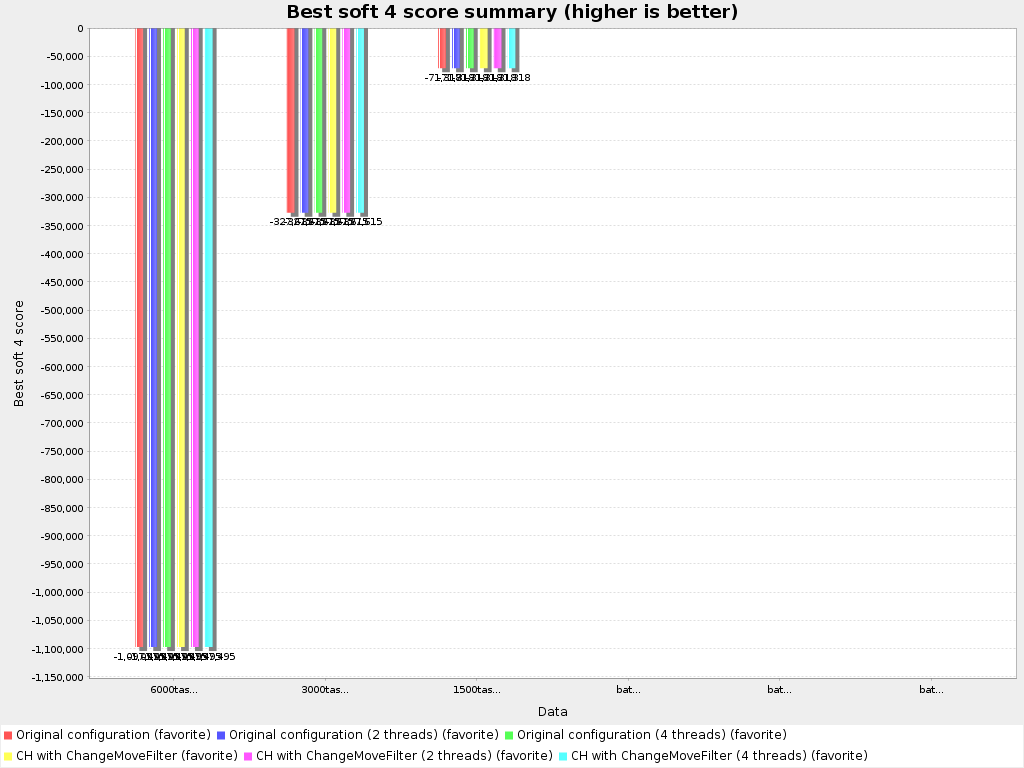 Best soft 4 score summary (higher is better)
0
-50,000
-100,000
-150,000
-200,000
-250,000
-300,000
-350,000
-400,000
-450,000
-500,000
-550,000
-600,000
-650,000
-700,000
-750,000
-800,000
-850,000
-900,000
-950,000
-1,000,000
-1,050,000
-1,100,000
-1,150,000
Best soft 4 score
6000tas...
3000tas...
1500tas...
bat...
bat...
bat...
Data
Original configuration (favorite) Original configuration (2 threads) (favorite) Original configuration (4 threads) (favorite)
CH with ChangeMoveFilter (favorite) CH with ChangeMoveFilter (2 threads) (favorite) CH with ChangeMoveFilter (4 threads) (favorite)